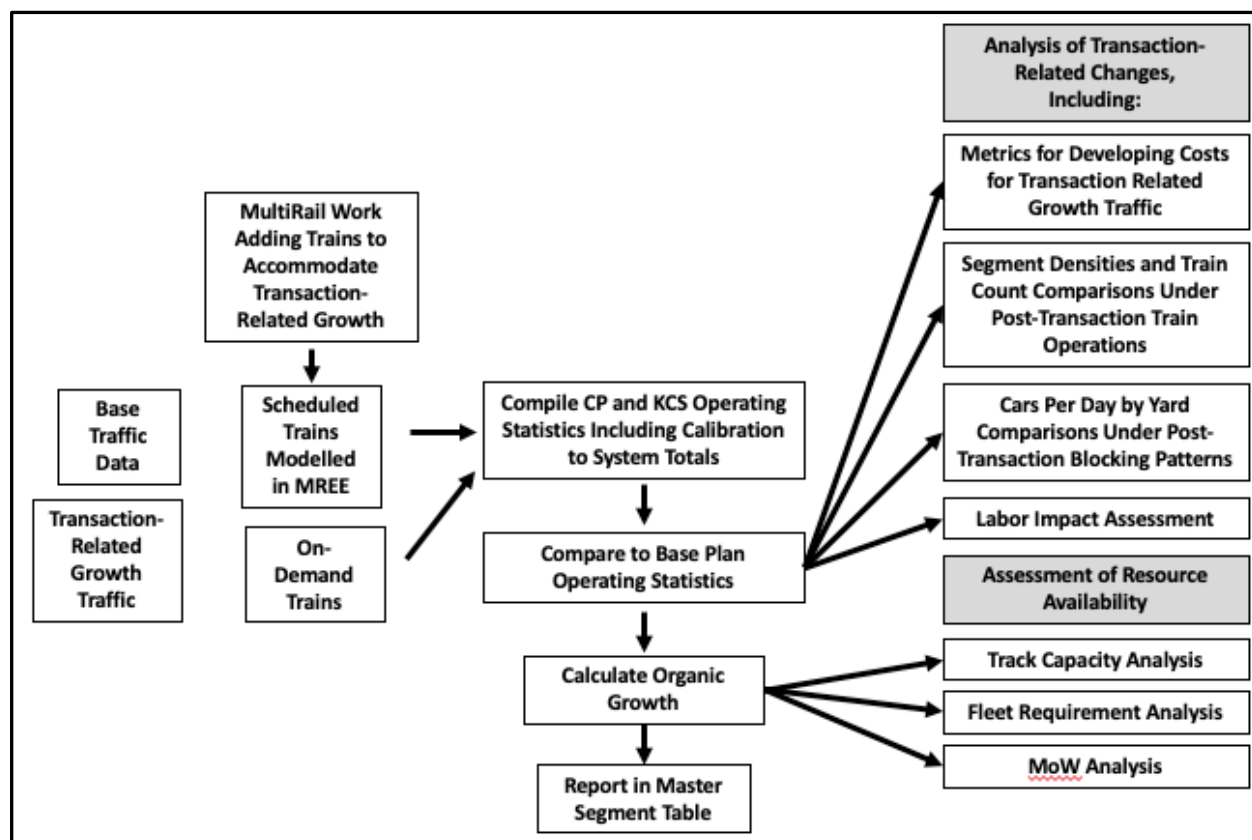 MultiRail Work
Adding Trains to
Accommodate
Transaction-
Related Growth
Base
Traffic
Data
Transaction-
Related
Growth
Traffic
Scheduled
Trains
Modelled
in MREE
On-
Demand
Trains
Compile CP and KCS Operating
Statistics Including Calibration
to System Totals
Compare to Base Plan
Operating Statistics
Calculate Organic
Growth
Report in Master
Segment Table
Analysis of Transaction-
Related Changes,
Including:
Metrics for Developing Costs
for Transaction Related
Growth Traffic
Segment Densities and Train
Count Comparisons Under
Post-Transaction Train
Operations
Cars Per Day by Yard
Comparisons Under Post-
Transaction Blocking Patterns
Labor Impact Assessment
Assessment of Resource
Availability
Track Capacity Analysis
Fleet Requirement Analysis
MoW Analysis